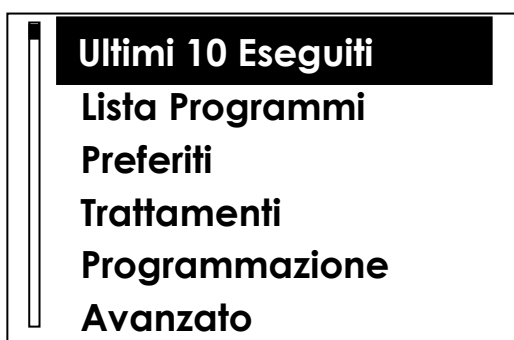 Ultimi 10 Eseguiti
Lista Programmi
Preferiti
Trattamenti
Programmazione
Avanzato